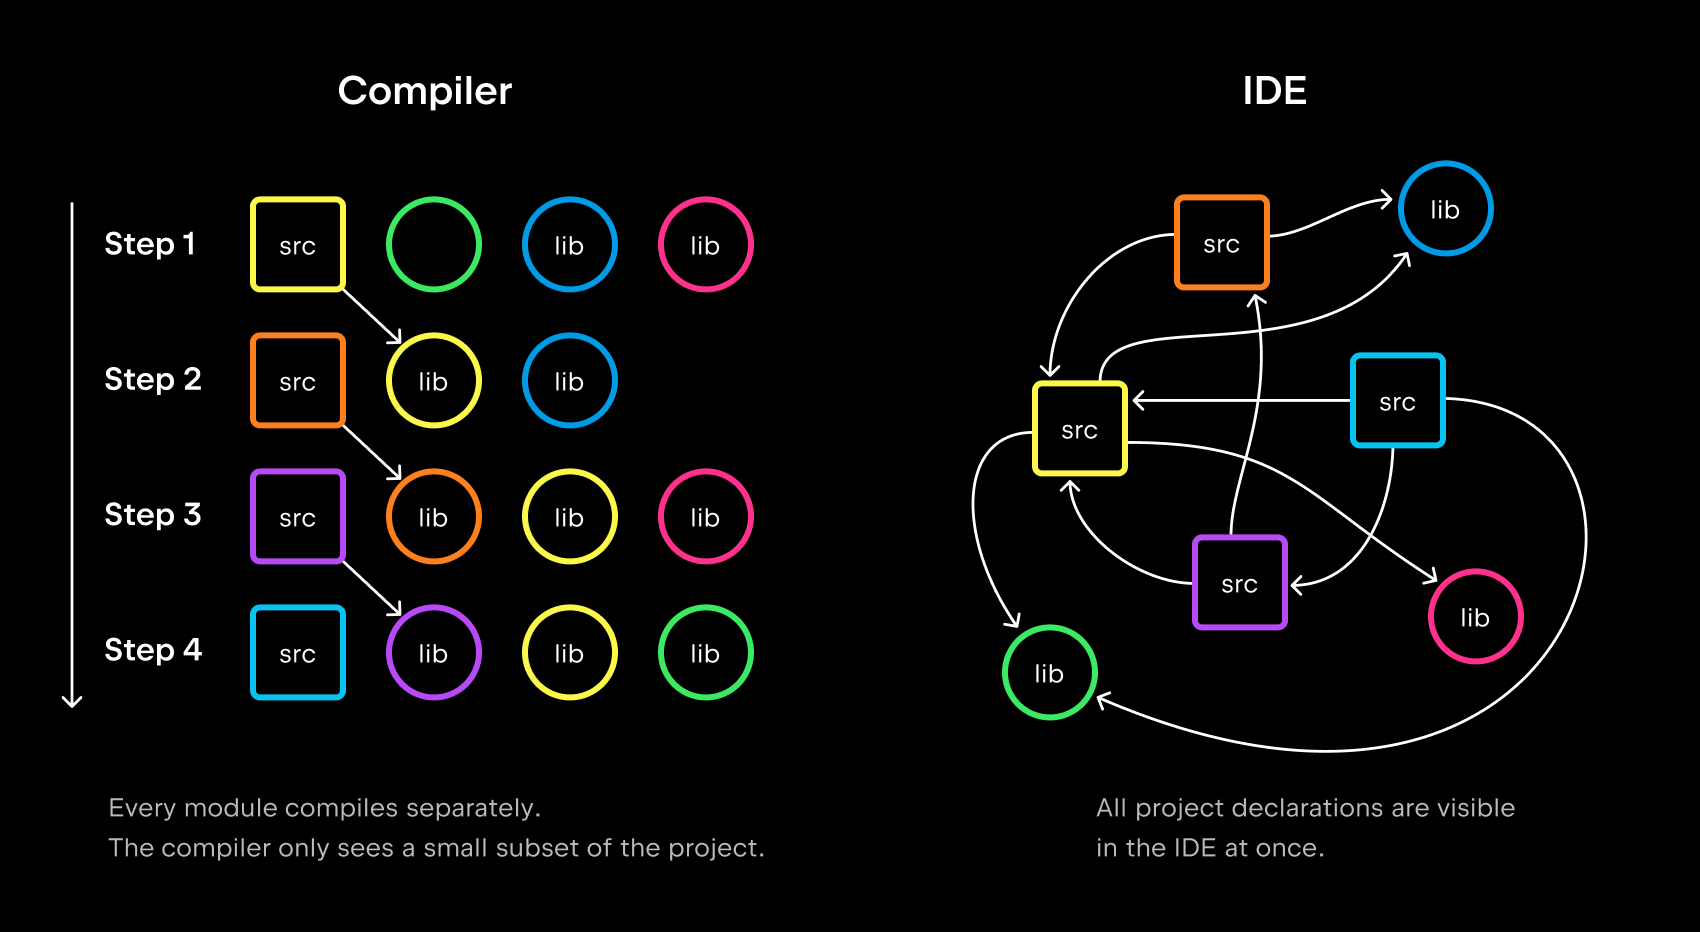 Compiler
IDE
Step 1
src
lib
lib
Step 2
src
lib
lib
Step 3
src
lib
lib
lib
Step 4
src
lib
lib
lib
Every module compiles separately.
The compiler only sees a small subset of the project.
src
lib
src
src
src
lib
lib
All project declarations are visible
in the IDE at once.